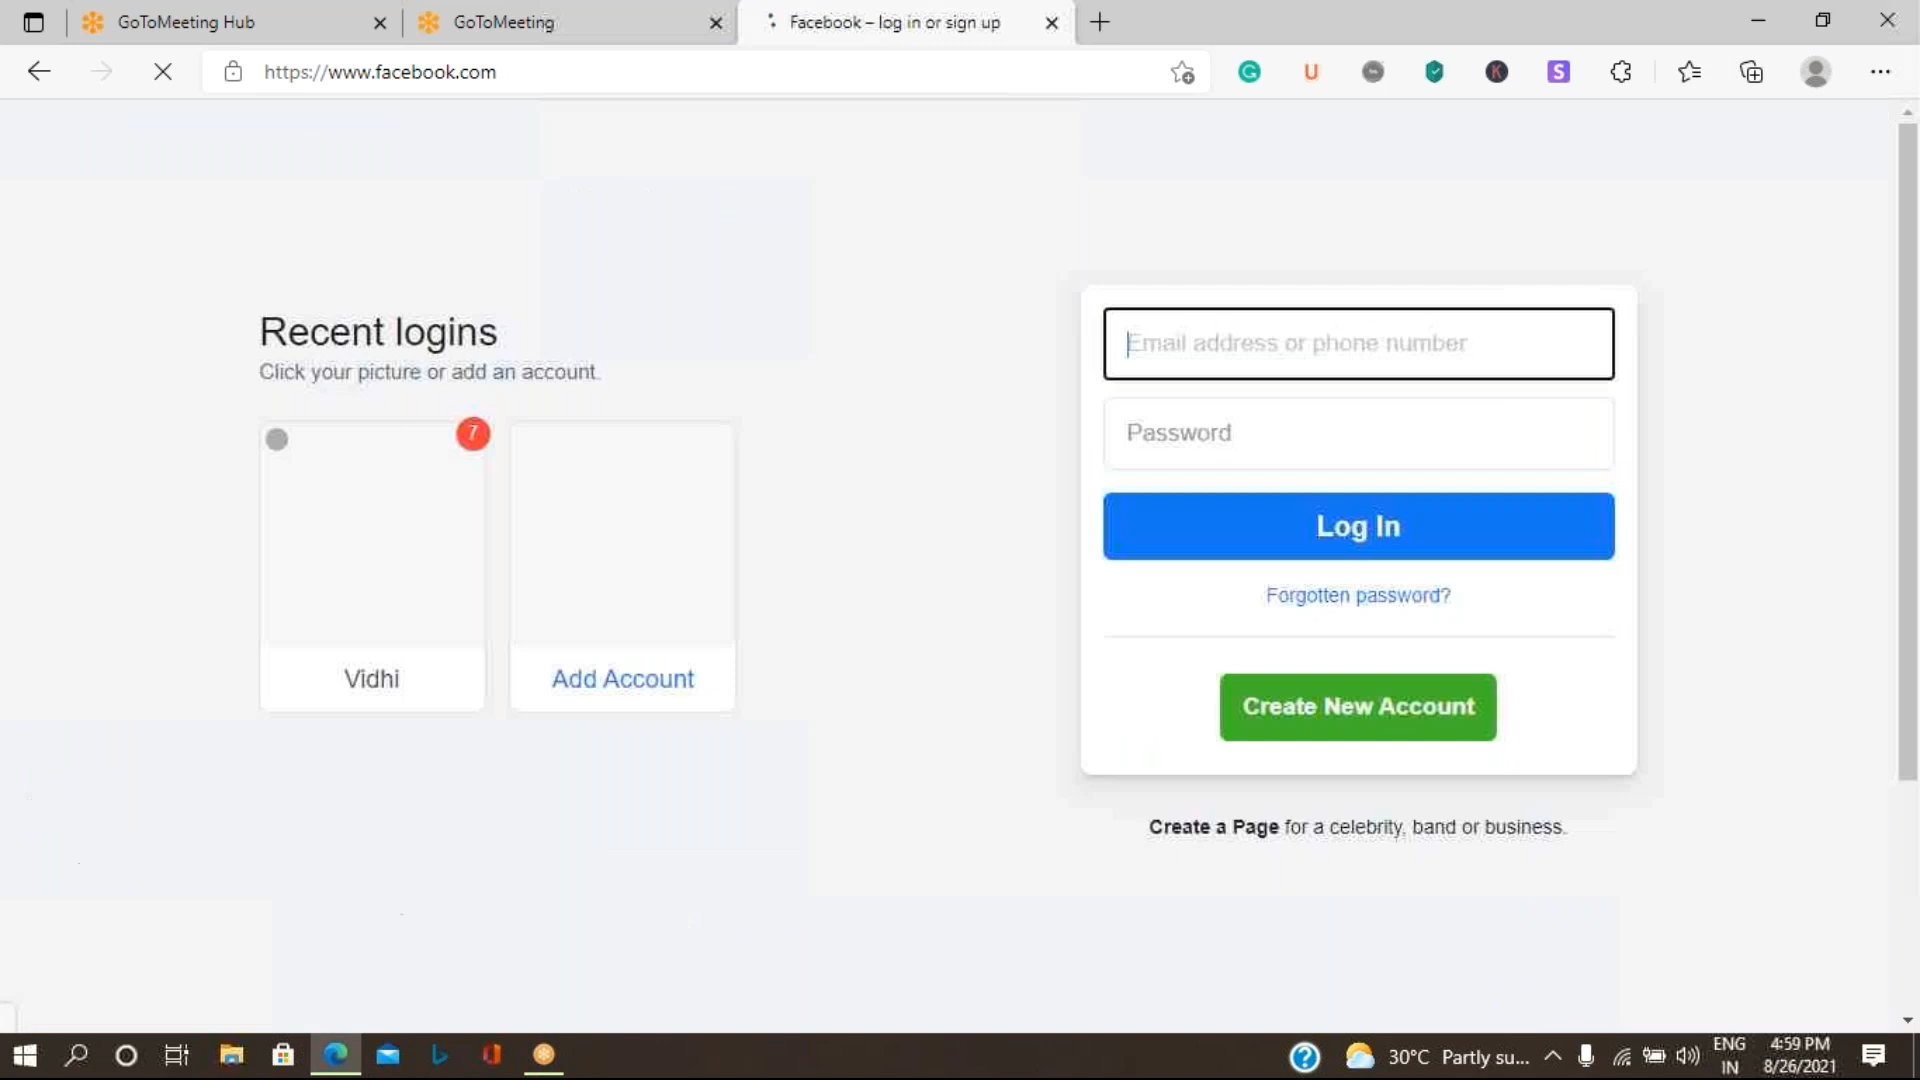 GoToMeeting Hub
GoToMeeting
Facebook – log in or sign up
https://www.facebook.com
Recent logins
Click your picture or add an account.
7
Vidhi
Add Account
Email address or phone number
Password
Log In
Forgotten password?
Create New Account
Create a Page for a celebrity, band or business.
30°C Partly su...
ENG
IN
4:59 PM
8/26/2021